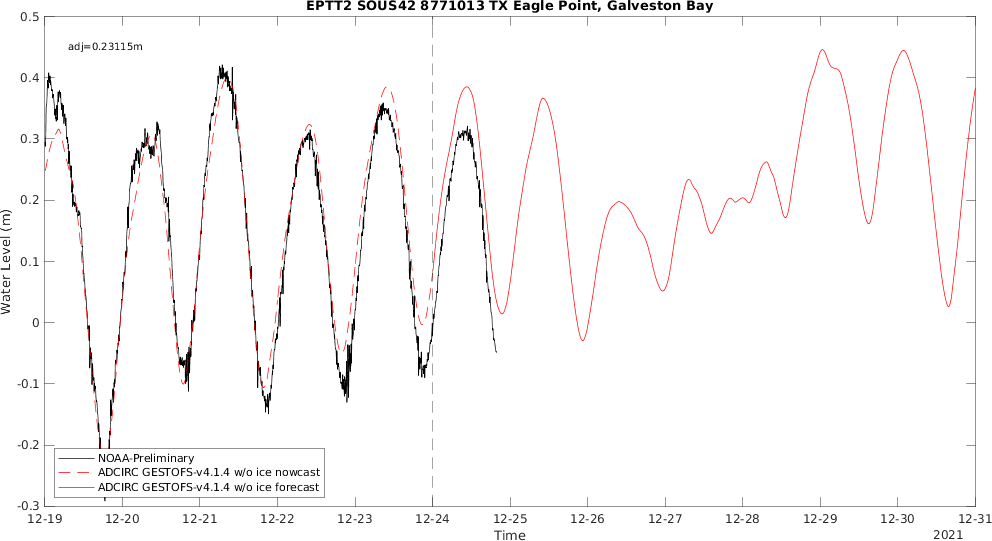 EPTT2 SOUS42 8771013 TX Eagle Point, Galveston Bay
adj=0.23115m
0.5
0.4
0.3
0.2
0.1
0
-0.1
-0.2
-0.3
Water Level (m)
NOAA-Preliminary
ADCIRC GESTOFS-v4.1.4 w/o ice nowcast
ADCIRC GESTOFS-v4.1.4 w/o ice forecast
12-19 12-20 12-21 12-22 12-23 12-24 12-25 12-26 12-27 12-28 12-29 12-30 12-31
Time
2021